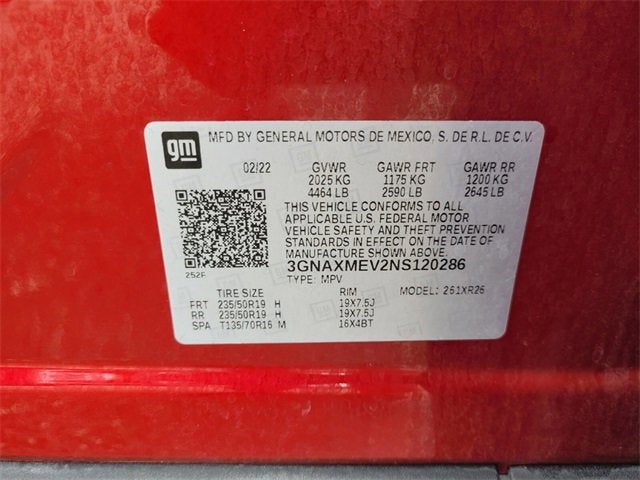 gm MFD BY GENERAL MOTORS DE MEXICO, S. DE R.L. DE C.V.
02/22 GVWR GAWR FRT GAWR RR
2025 KG 1175 KG 1200 KG
4464 LB 2590 LB 2645 LB
THIS VEHICLE CONFORMS TO ALL
APPLICABLE U.S. FEDERAL MOTOR
VEHICLE SAFETY AND THEFT PREVENTION
STANDARDS IN EFFECT ON THE DATE OF
MANUFACTURE SHOWN ABOVE.
252F 3GNAXMEV2NS120286
TYPE: MPV
TIRE SIZE RIM MODEL: 261XR26
FRT 235/50R19 H 19X7.5J
RR 235/50R19 H 19X7.5J
SPA T135/70R16 M 16X4BT